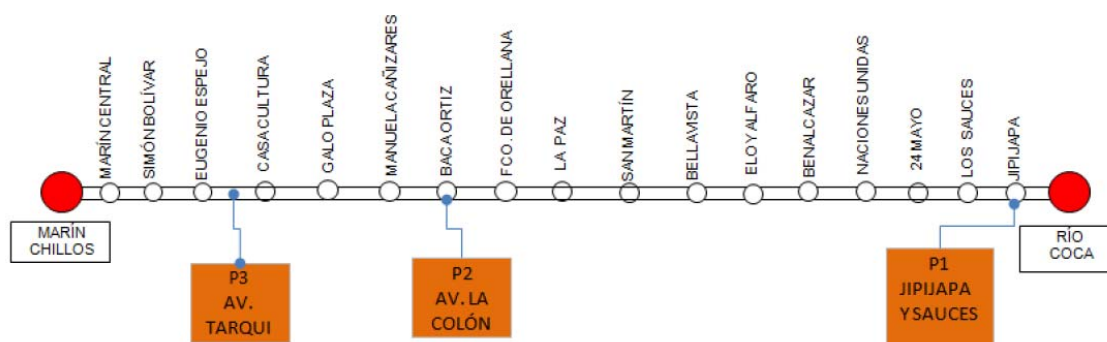 MARÍN CENTRAL
SIMÓN BOLÍVAR
EUGENIO ESPEJO
CASA CULTURA
GALO PLAZA
MANUELA CAÑIZARES
BACA ORTIZ
FCO. DE ORELLANA
LA PAZ
SAN MARTÍN
BELLAVISTA
ELOY ALFARO
BENALCAZAR
NACIONES UNIDAS
24 MAYO
LOS SAUCES
JIPIJAPA
MARÍN
CHILLOS
P3
AV.
TARQUI
P2
AV. LA
COLÓN
P1
JIPIJAPA
Y SAUCES
RÍO
COCA